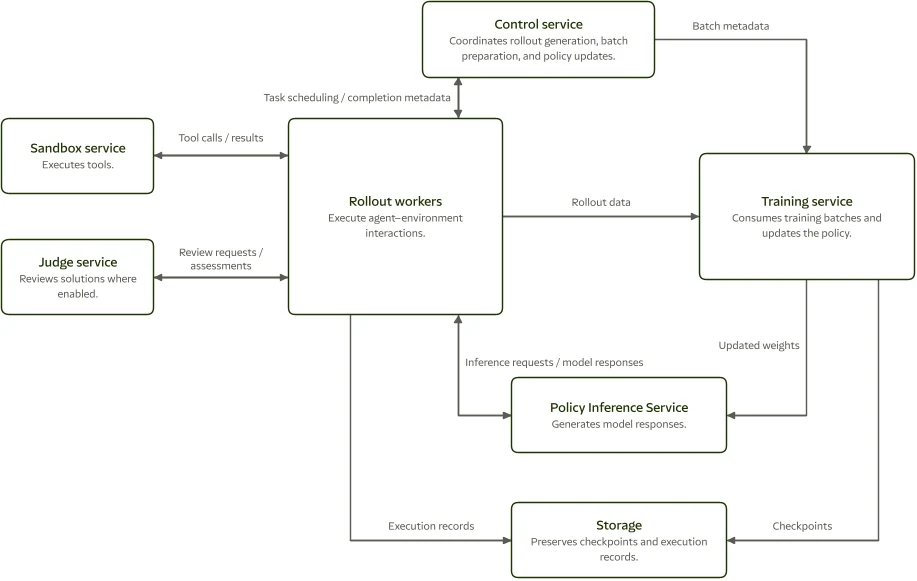 Control service
Coordinates rollout generation, batch
preparation, and policy updates.
Batch metadata
Task scheduling / completion metadata
Sandbox service
Executes tools.
Tool calls / results
Rollout workers
Execute agent–environment
interactions.
Rollout data
Training service
Consumes training batches and
updates the policy.
Judge service
Reviews solutions where
enabled.
Review requests /
assessments
Updated weights
Inference requests / model responses
Policy Inference Service
Generates model responses.
Execution records
Storage
Preserves checkpoints and execution
records.
Checkpoints